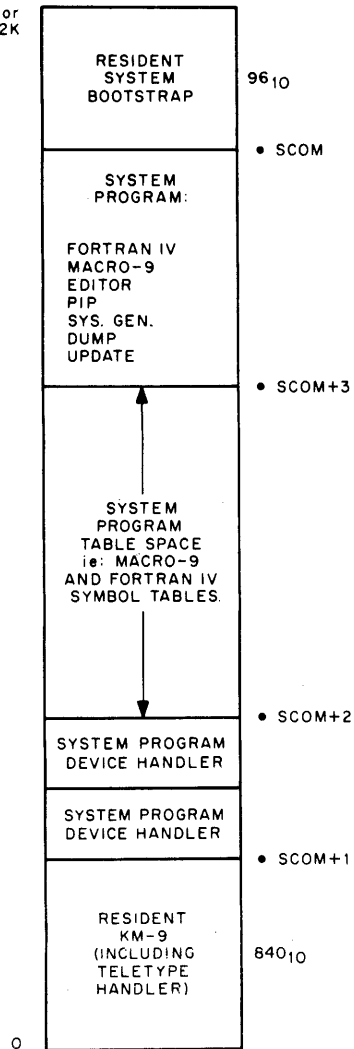 or
2K
RESIDENT
SYSTEM
BOOTSTRAP
96₁₀
• SCOM
SYSTEM
PROGRAM:
FORTRAN IV
MACRO-9
EDITOR
PIP
SYS. GEN.
DUMP
UPDATE
• SCOM+3
SYSTEM
PROGRAM
TABLE SPACE
ie: MACRO-9
AND FORTRAN IV
SYMBOL TABLES.
• SCOM+2
SYSTEM PROGRAM
DEVICE HANDLER
SYSTEM PROGRAM
DEVICE HANDLER
• SCOM+1
RESIDENT
KM-9
(INCLUDING
TELETYPE
HANDLER)
840₁₀
0